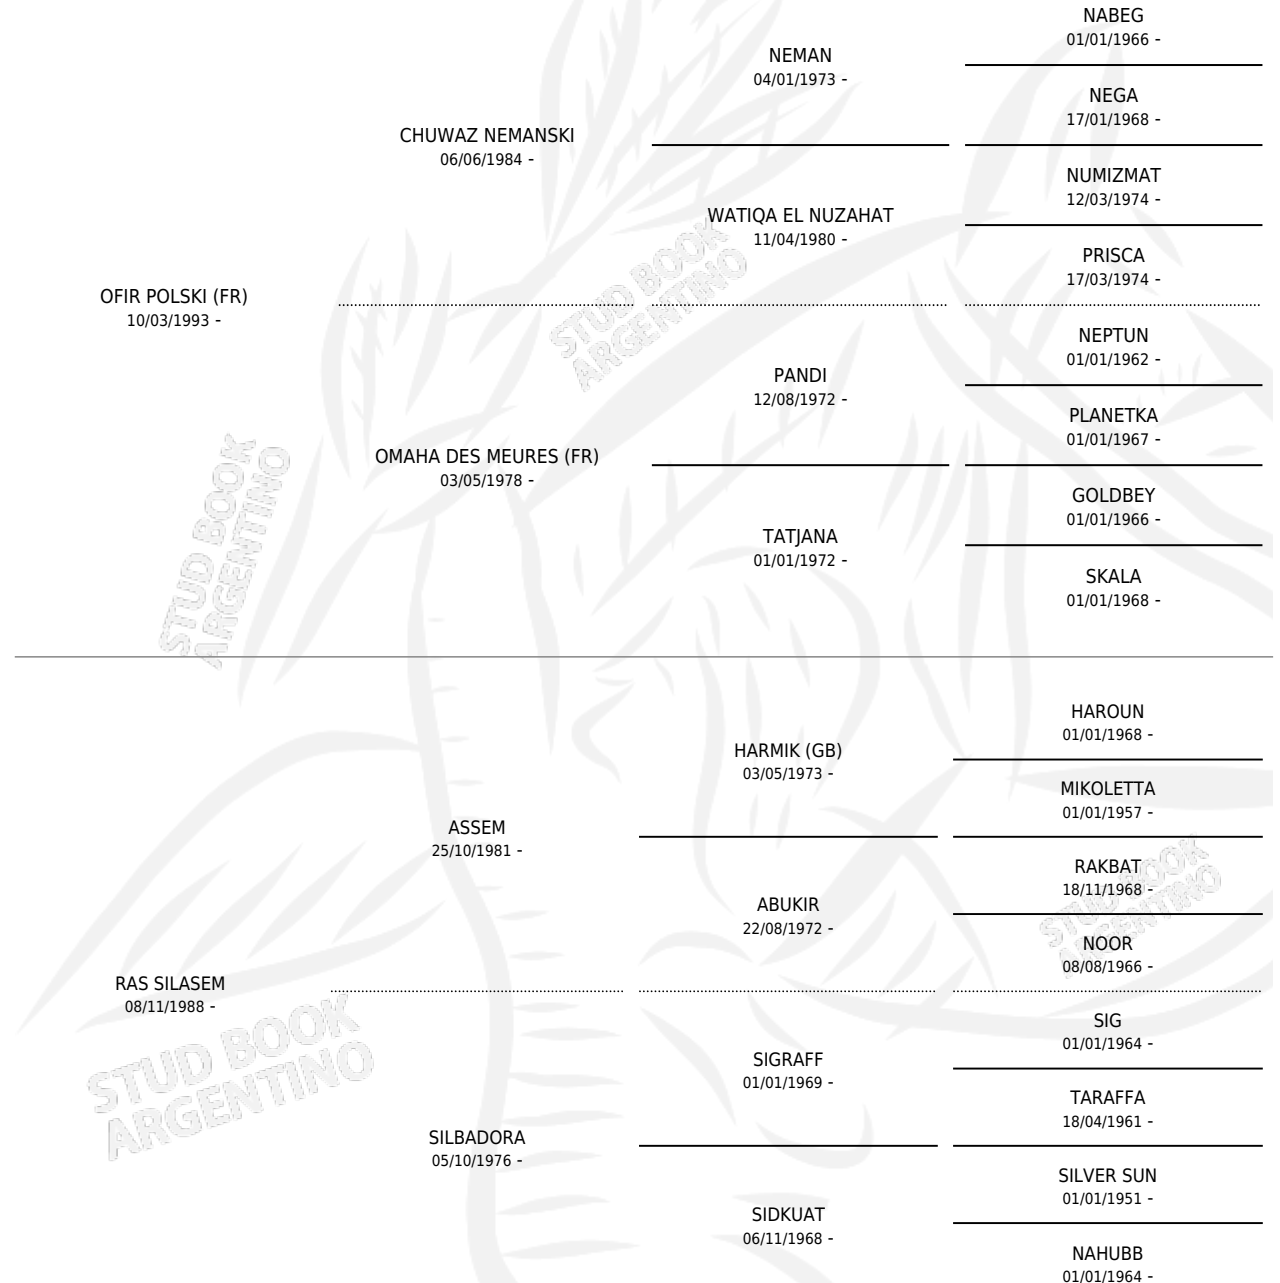 NABEG
01/01/1966 -
NEMAN
04/01/1973 -
NEGA
17/01/1968 -
CHUWAZ NEMANSKI
06/06/1984 -
NUMIZMAT
12/03/1974 -
WATIQA EL NUZAHAT
11/04/1980 -
PRISCA
17/03/1974 -
OFIR POLSKI (FR)
10/03/1993 -
STUD BOOK
ARGENTINO
NEPTUN
01/01/1962 -
PANDI
12/08/1972 -
PLANETKA
01/01/1967 -
OMAHA DES MEURES (FR)
03/05/1978 -
GOLDBEY
01/01/1966 -
TATJANA
01/01/1972 -
SKALA
01/01/1968 -
STUD BOOK
ARGENTINO
HAROUN
01/01/1968 -
HARMIK (GB)
03/05/1973 -
MIKOLETTA
01/01/1957 -
ASSEM
25/10/1981 -
RAKBAT
18/11/1968 -
ABUKIR
22/08/1972 -
NOOR
08/08/1966 -
STUD BOOK
ARGENTINO
RAS SILASEM
08/11/1988 -
SIG
01/01/1964 -
SIGRAFF
01/01/1969 -
TARAFFA
18/04/1961 -
STUD BOOK
ARGENTINO
SILBADORA
05/10/1976 -
SILVER SUN
01/01/1951 -
SIDKUAT
06/11/1968 -
NAHUBB
01/01/1964 -